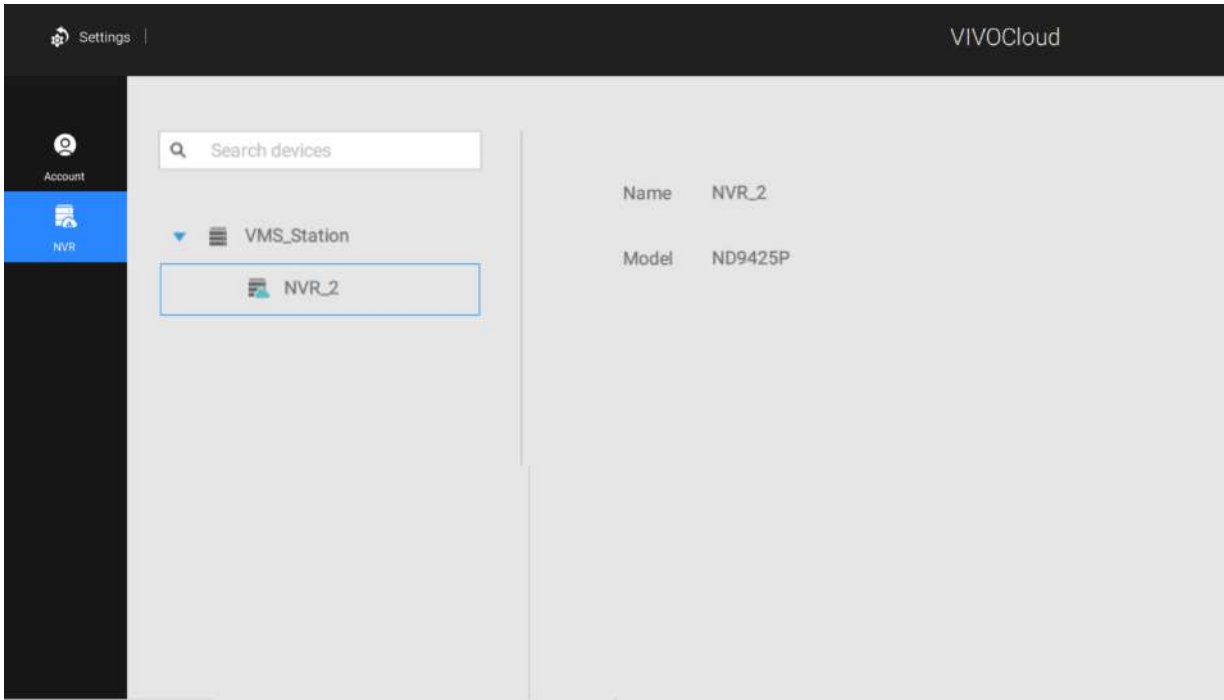 Settings
VIVOCloud
Account
NVR
Search devices
VMS_Station
NVR_2
Name NVR_2
Model ND9425P